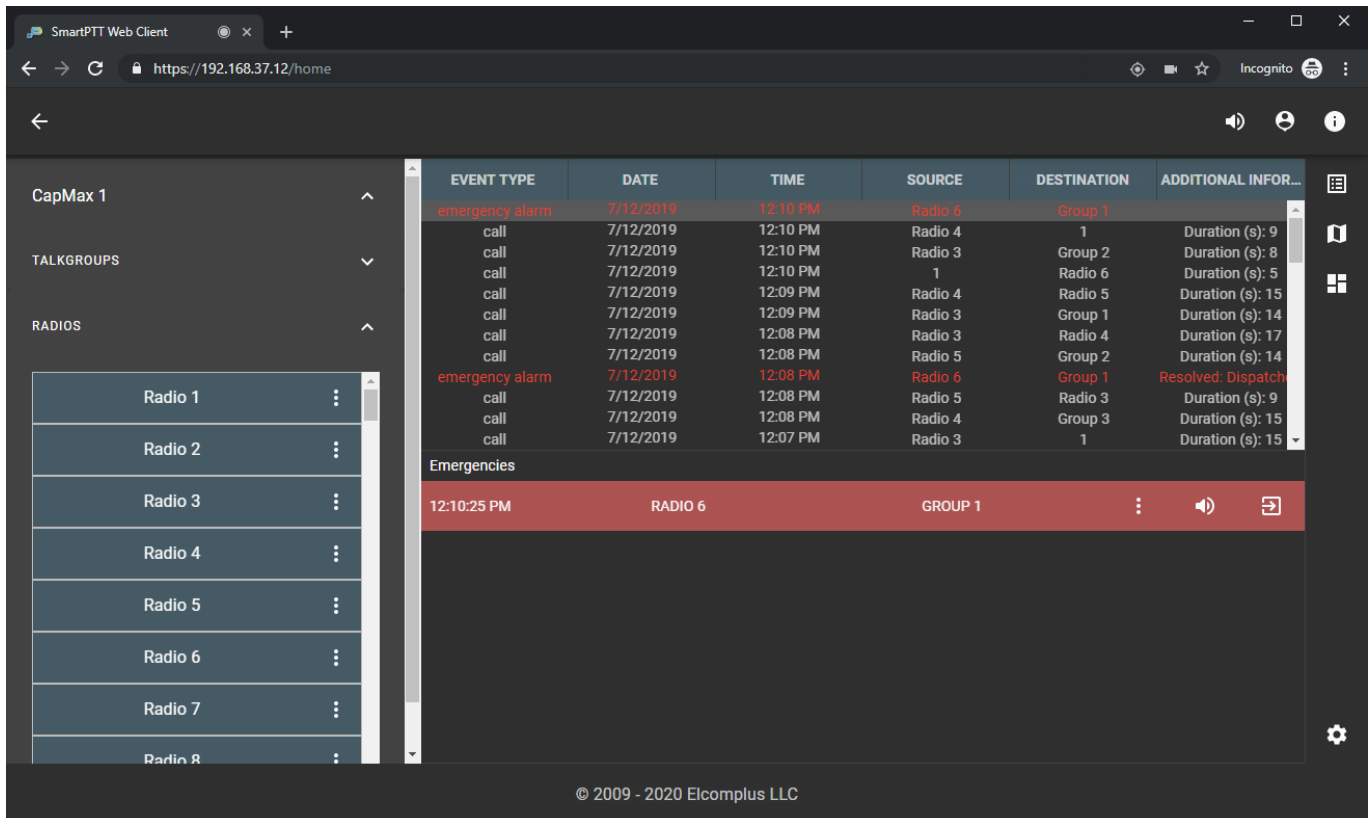 SmartPTT Web Client
https://192.168.37.12/home
Incognito
CapMax 1
TALKGROUPS
RADIOS
Radio 1
Radio 2
Radio 3
Radio 4
Radio 5
Radio 6
Radio 7
Radio 8
EVENT TYPE DATE TIME SOURCE DESTINATION ADDITIONAL INFOR...
emergency alarm 7/12/2019 12:10 PM Radio 6 Group 1
call 7/12/2019 12:10 PM Radio 4 1 Duration (s): 9
call 7/12/2019 12:10 PM Radio 3 Group 2 Duration (s): 8
call 7/12/2019 12:10 PM 1 Radio 6 Duration (s): 5
call 7/12/2019 12:09 PM Radio 4 Radio 5 Duration (s): 15
call 7/12/2019 12:09 PM Radio 3 Group 1 Duration (s): 14
call 7/12/2019 12:08 PM Radio 3 Radio 4 Duration (s): 17
call 7/12/2019 12:08 PM Radio 5 Group 2 Duration (s): 14
emergency alarm 7/12/2019 12:08 PM Radio 6 Group 1 Resolved: Dispatch
call 7/12/2019 12:08 PM Radio 5 Radio 3 Duration (s): 9
call 7/12/2019 12:08 PM Radio 4 Group 3 Duration (s): 15
call 7/12/2019 12:07 PM Radio 3 1 Duration (s): 15
Emergencies
12:10:25 PM RADIO 6 GROUP 1
© 2009 - 2020 Elcomplus LLC